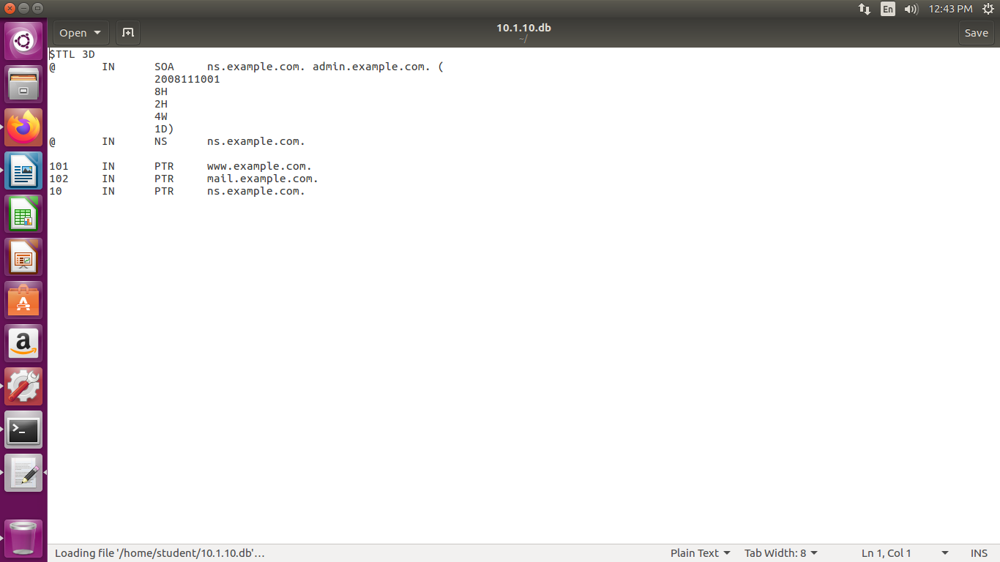 En 12:43 PM
Open 10.1.10.db Save
~/
$TTL 3D
@ IN SOA ns.example.com. admin.example.com. (
2008111001
8H
2H
4W
1D)
@ IN NS ns.example.com.
101 IN PTR www.example.com.
102 IN PTR mail.example.com.
10 IN PTR ns.example.com.
Loading file '/home/student/10.1.10.db'… Plain Text Tab Width: 8 Ln 1, Col 1 INS